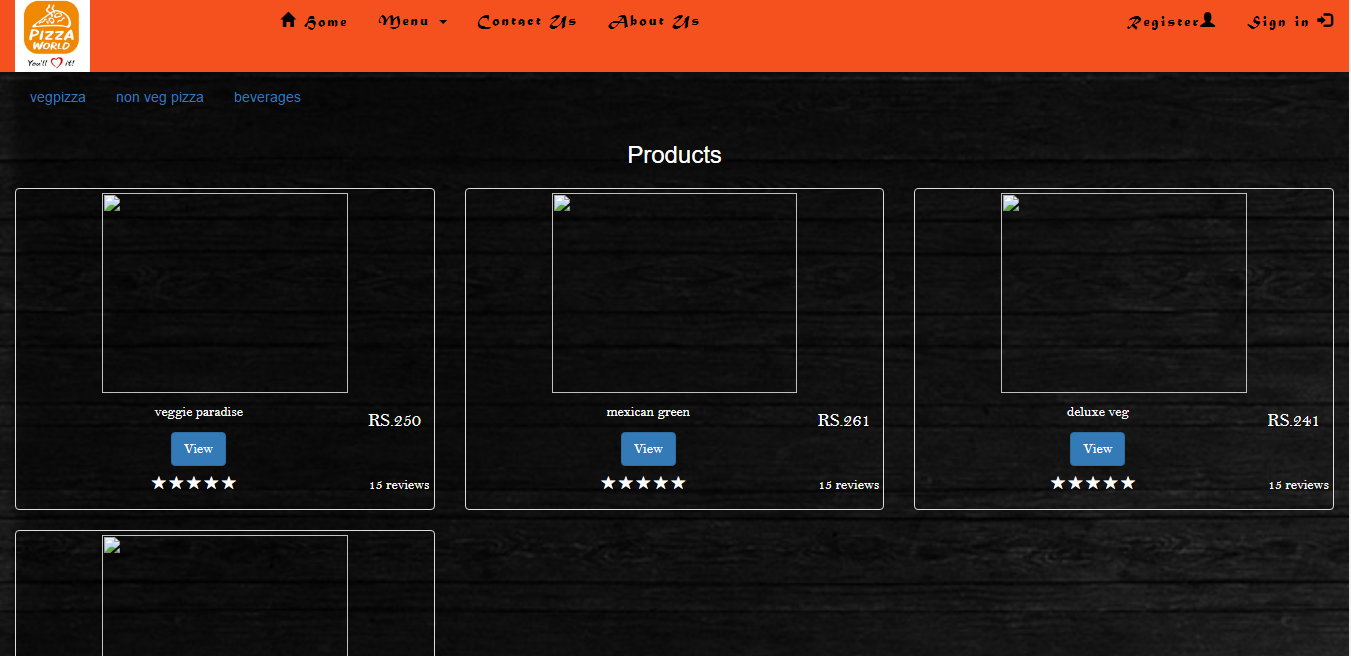 PIZZA
WORLD
You'll it!
Home Menu Contact Us About Us Register Sign in
vegpizza non veg pizza beverages
Products
veggie paradise
RS.250
View
15 reviews
mexican green
RS.261
View
15 reviews
deluxe veg
RS.241
View
15 reviews